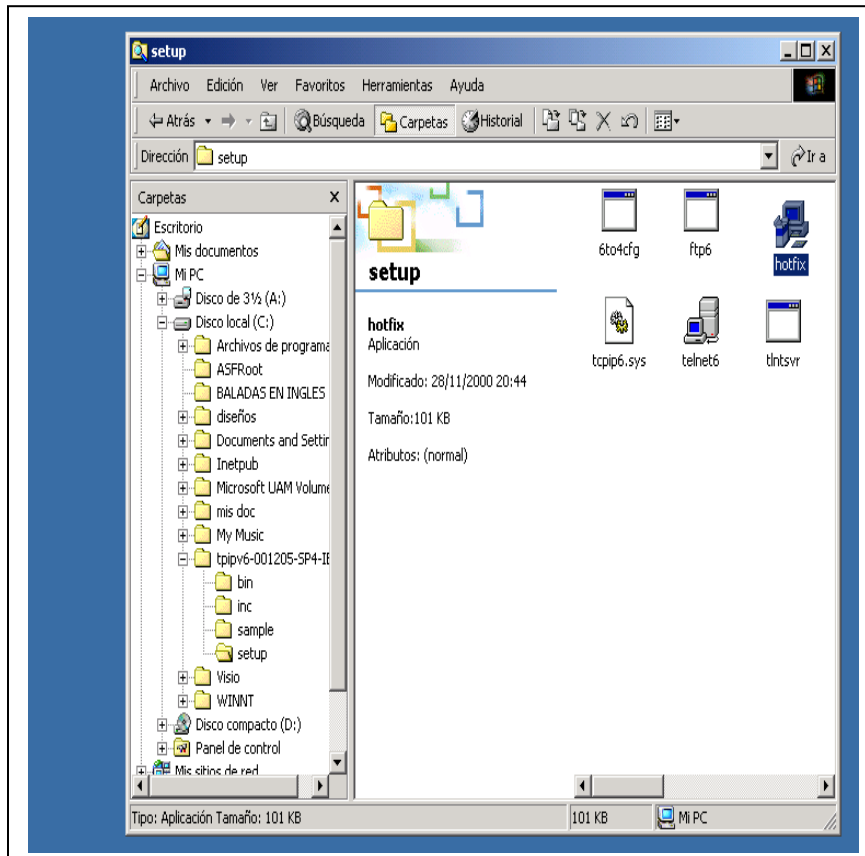 setup
Archivo Edición Ver Favoritos Herramientas Ayuda
Atrás Búsqueda Carpetas Historial
Dirección setup Ir a
Carpetas x
Escritorio
Mis documentos
Mi PC
Disco de 3½ (A:)
Disco local (C:)
Archivos de programa
ASFRoot
BALADAS EN INGLES
diseños
Documents and Settin
Inetpub
Microsoft UAM Volume
mis doc
My Music
tpipv6-001205-SP4-IE
bin
inc
sample
setup
Visio
WINNT
Disco compacto (D:)
Panel de control
Mis sitios de red
setup
hotfix
Aplicación
Modificado: 28/11/2000 20:44
Tamaño:101 KB
Atributos: (normal)
6to4cfg ftp6 hotfix
tcpip6.sys telnet6 tlntsvr
Tipo: Aplicación Tamaño: 101 KB 101 KB Mi PC